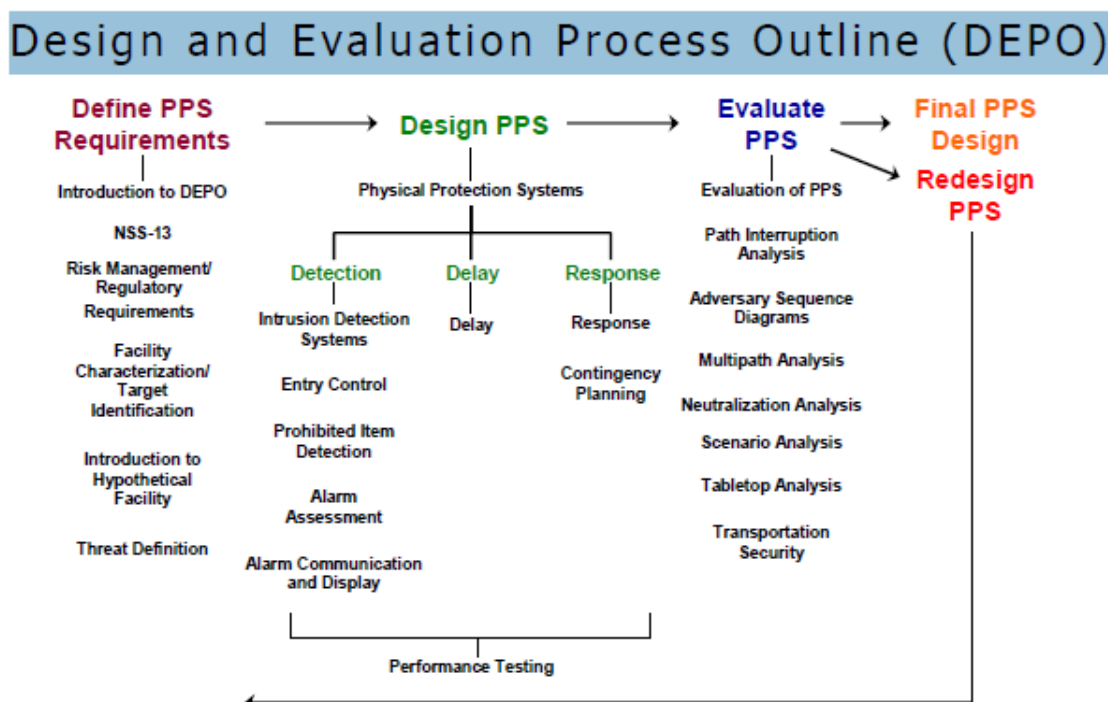 Design and Evaluation Process Outline (DEPO)
Define PPS
Requirements
Introduction to DEPO
NSS-13
Risk Management/
Regulatory
Requirements
Facility
Characterization/
Target
Identification
Introduction to
Hypothetical
Facility
Threat Definition
Design PPS
Physical Protection Systems
Detection
Intrusion Detection
Systems
Entry Control
Prohibited Item
Detection
Alarm
Assessment
Alarm Communication
and Display
Delay
Delay
Response
Response
Contingency
Planning
Performance Testing
Evaluate
PPS
Evaluation of PPS
Path Interruption
Analysis
Adversary Sequence
Diagrams
Multipath Analysis
Neutralization Analysis
Scenario Analysis
Tabletop Analysis
Transportation
Security
Final PPS
Design
Redesign
PPS